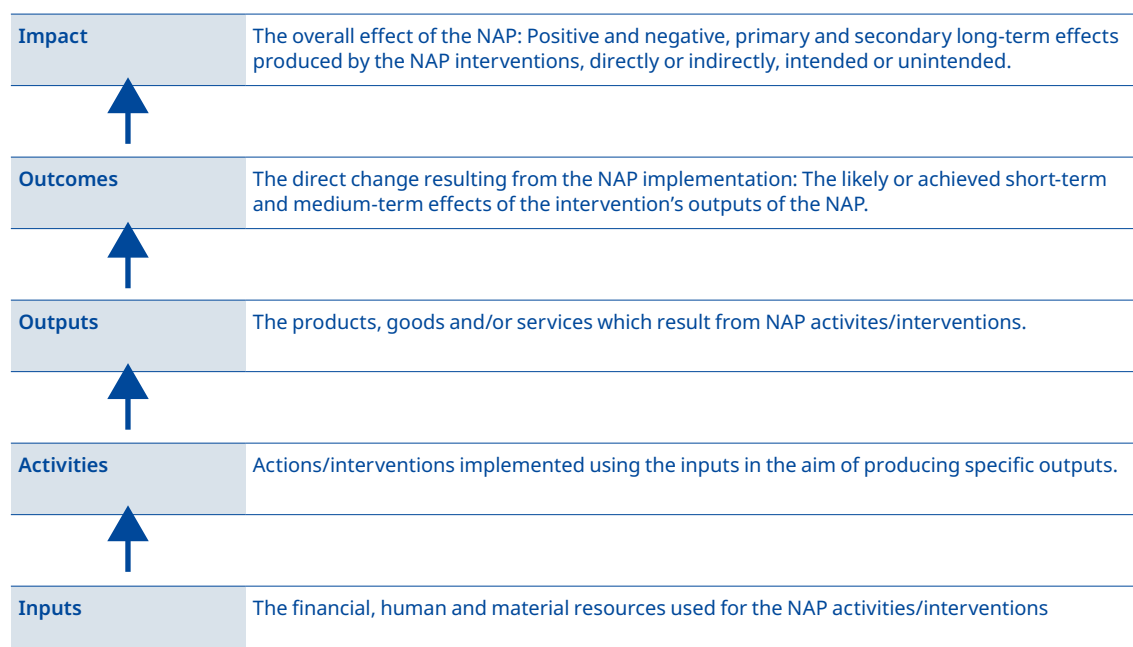 Impact
The overall effect of the NAP: Positive and negative, primary and secondary long-term effects
produced by the NAP interventions, directly or indirectly, intended or unintended.
Outcomes
The direct change resulting from the NAP implementation: The likely or achieved short-term
and medium-term effects of the intervention’s outputs of the NAP.
Outputs
The products, goods and/or services which result from NAP activites/interventions.
Activities
Actions/interventions implemented using the inputs in the aim of producing specific outputs.
Inputs
The financial, human and material resources used for the NAP activities/interventions